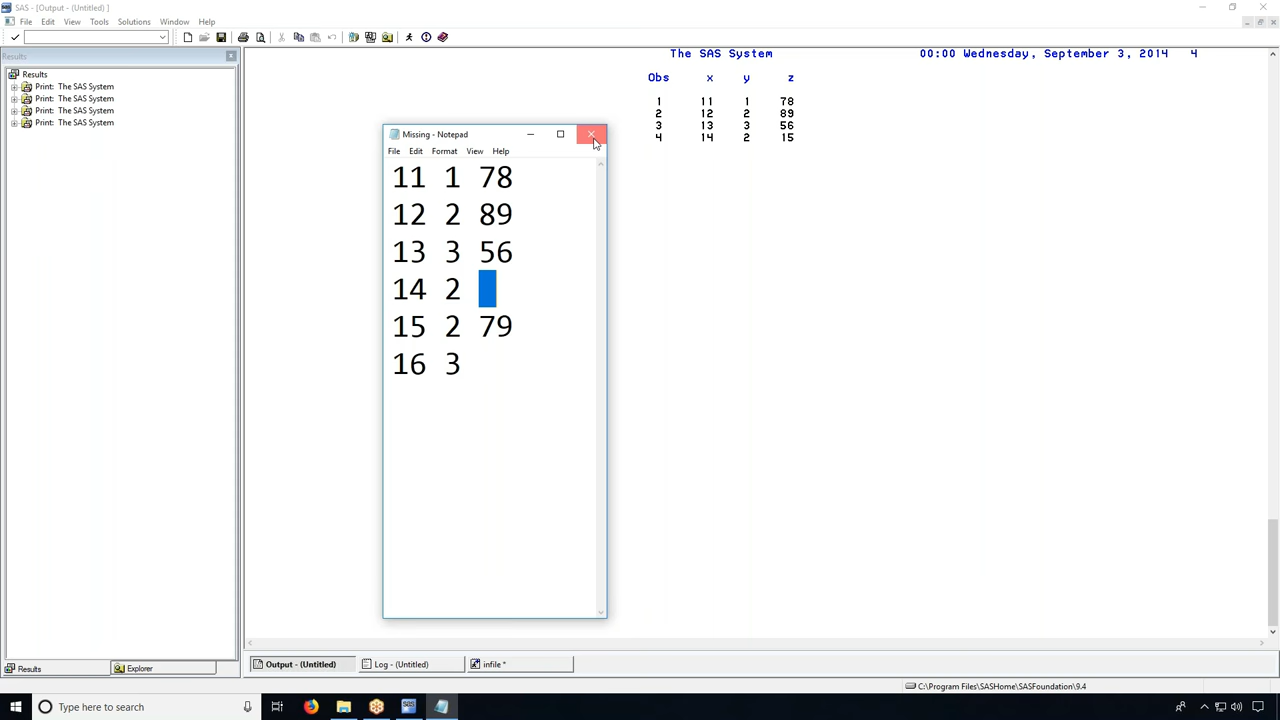 SAS - [Output - (Untitled) ]
File Edit View Tools Solutions Window Help
Results
Results
Print: The SAS System
Print: The SAS System
Print: The SAS System
Print: The SAS System
The SAS System 00:00 Wednesday, September 3, 2014 4
Obs x y z
1 11 1 78
2 12 2 89
3 13 3 56
4 14 2 15
Missing - Notepad
File Edit Format View Help
11 1 78
12 2 89
13 3 56
14 2
15 2 79
16 3
Results Explorer
Output - (Untitled) Log - (Untitled) infile *
C:\Program Files\SASHome\SASFoundation\9.4
Type here to search
SAS